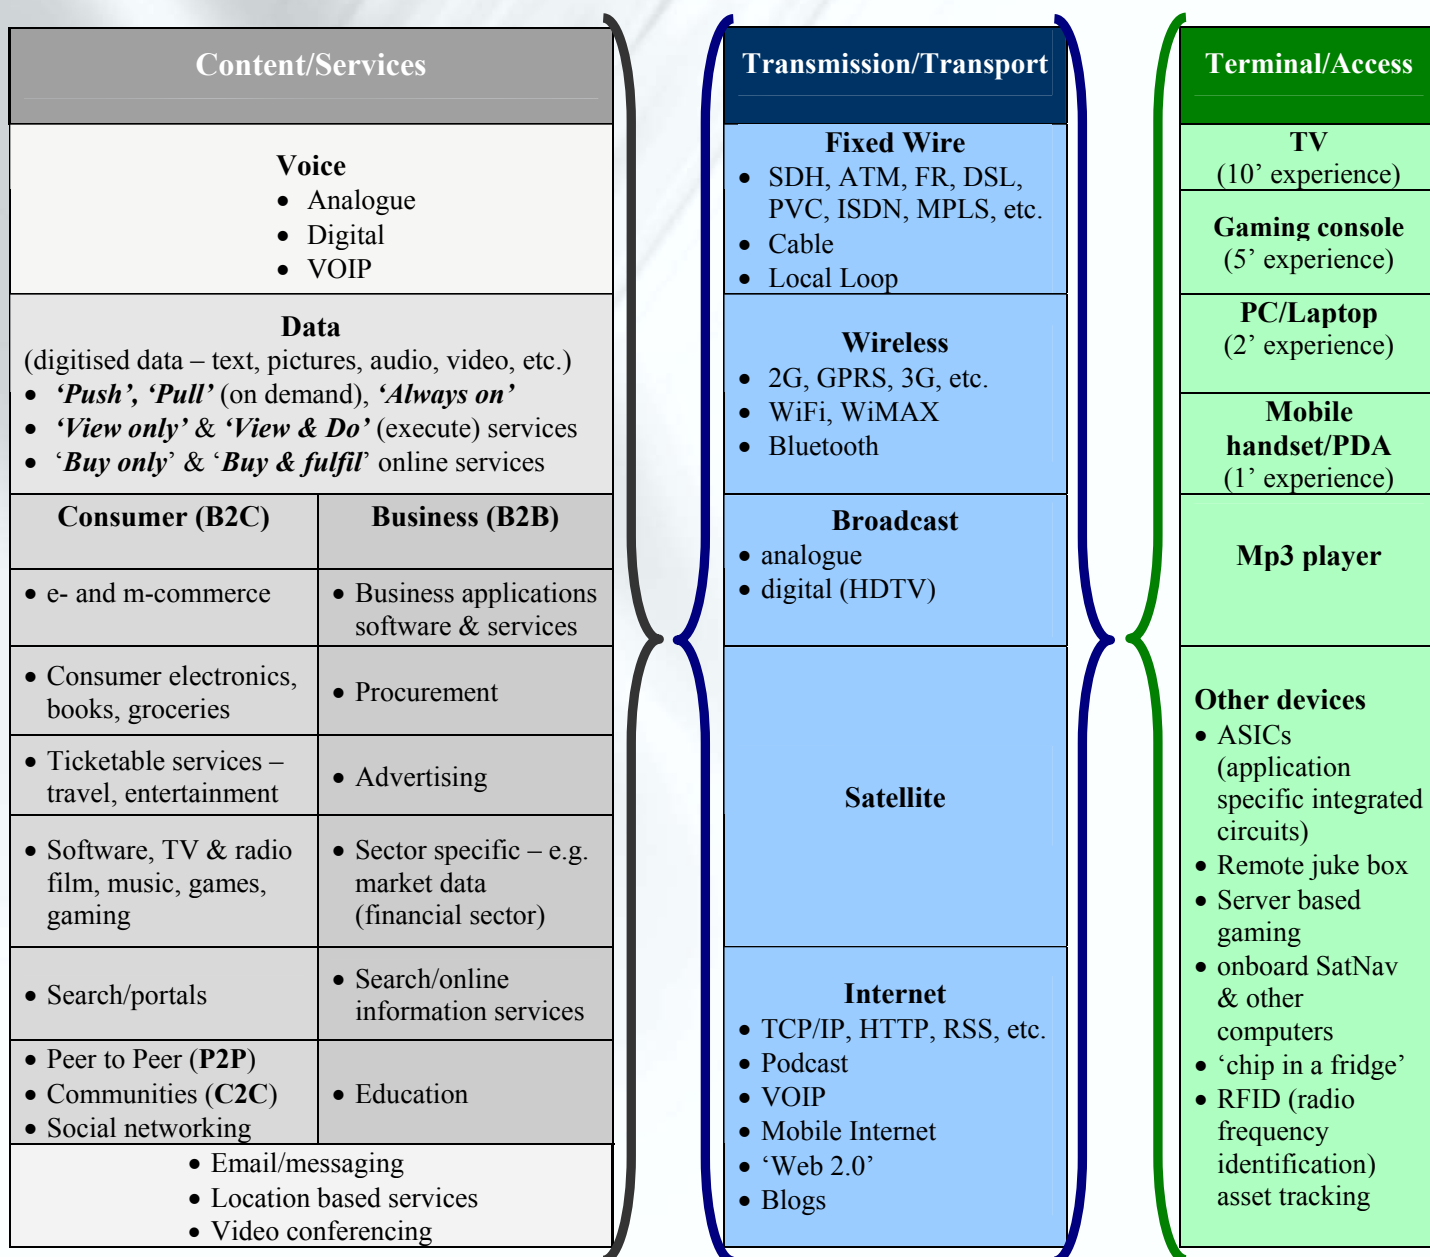 Content/Services
Voice
• Analogue
• Digital
• VOIP
Data
(digitised data – text, pictures, audio, video, etc.)
• ‘Push’, ‘Pull’ (on demand), ‘Always on’
• ‘View only’ & ‘View & Do’ (execute) services
• ‘Buy only’ & ‘Buy & fulfil’ online services
Consumer (B2C)
Business (B2B)
• e- and m-commerce
• Business applications
software & services
• Consumer electronics,
books, groceries
• Procurement
• Ticketable services –
travel, entertainment
• Advertising
• Software, TV & radio
film, music, games,
gaming
• Sector specific – e.g.
market data
(financial sector)
• Search/portals
• Search/online
information services
• Peer to Peer (P2P)
• Communities (C2C)
• Social networking
• Education
• Email/messaging
• Location based services
• Video conferencing
Transmission/Transport
Fixed Wire
• SDH, ATM, FR, DSL,
PVC, ISDN, MPLS, etc.
• Cable
• Local Loop
Wireless
• 2G, GPRS, 3G, etc.
• WiFi, WiMAX
• Bluetooth
Broadcast
• analogue
• digital (HDTV)
Satellite
Internet
• TCP/IP, HTTP, RSS, etc.
• Podcast
• VOIP
• Mobile Internet
• ‘Web 2.0’
• Blogs
Terminal/Access
TV
(10’ experience)
Gaming console
(5’ experience)
PC/Laptop
(2’ experience)
Mobile
handset/PDA
(1’ experience)
Mp3 player
Other devices
• ASICs
(application
specific integrated
circuits)
• Remote juke box
• Server based
gaming
• onboard SatNav
& other
computers
• ‘chip in a fridge’
• RFID (radio
frequency
identification)
asset tracking